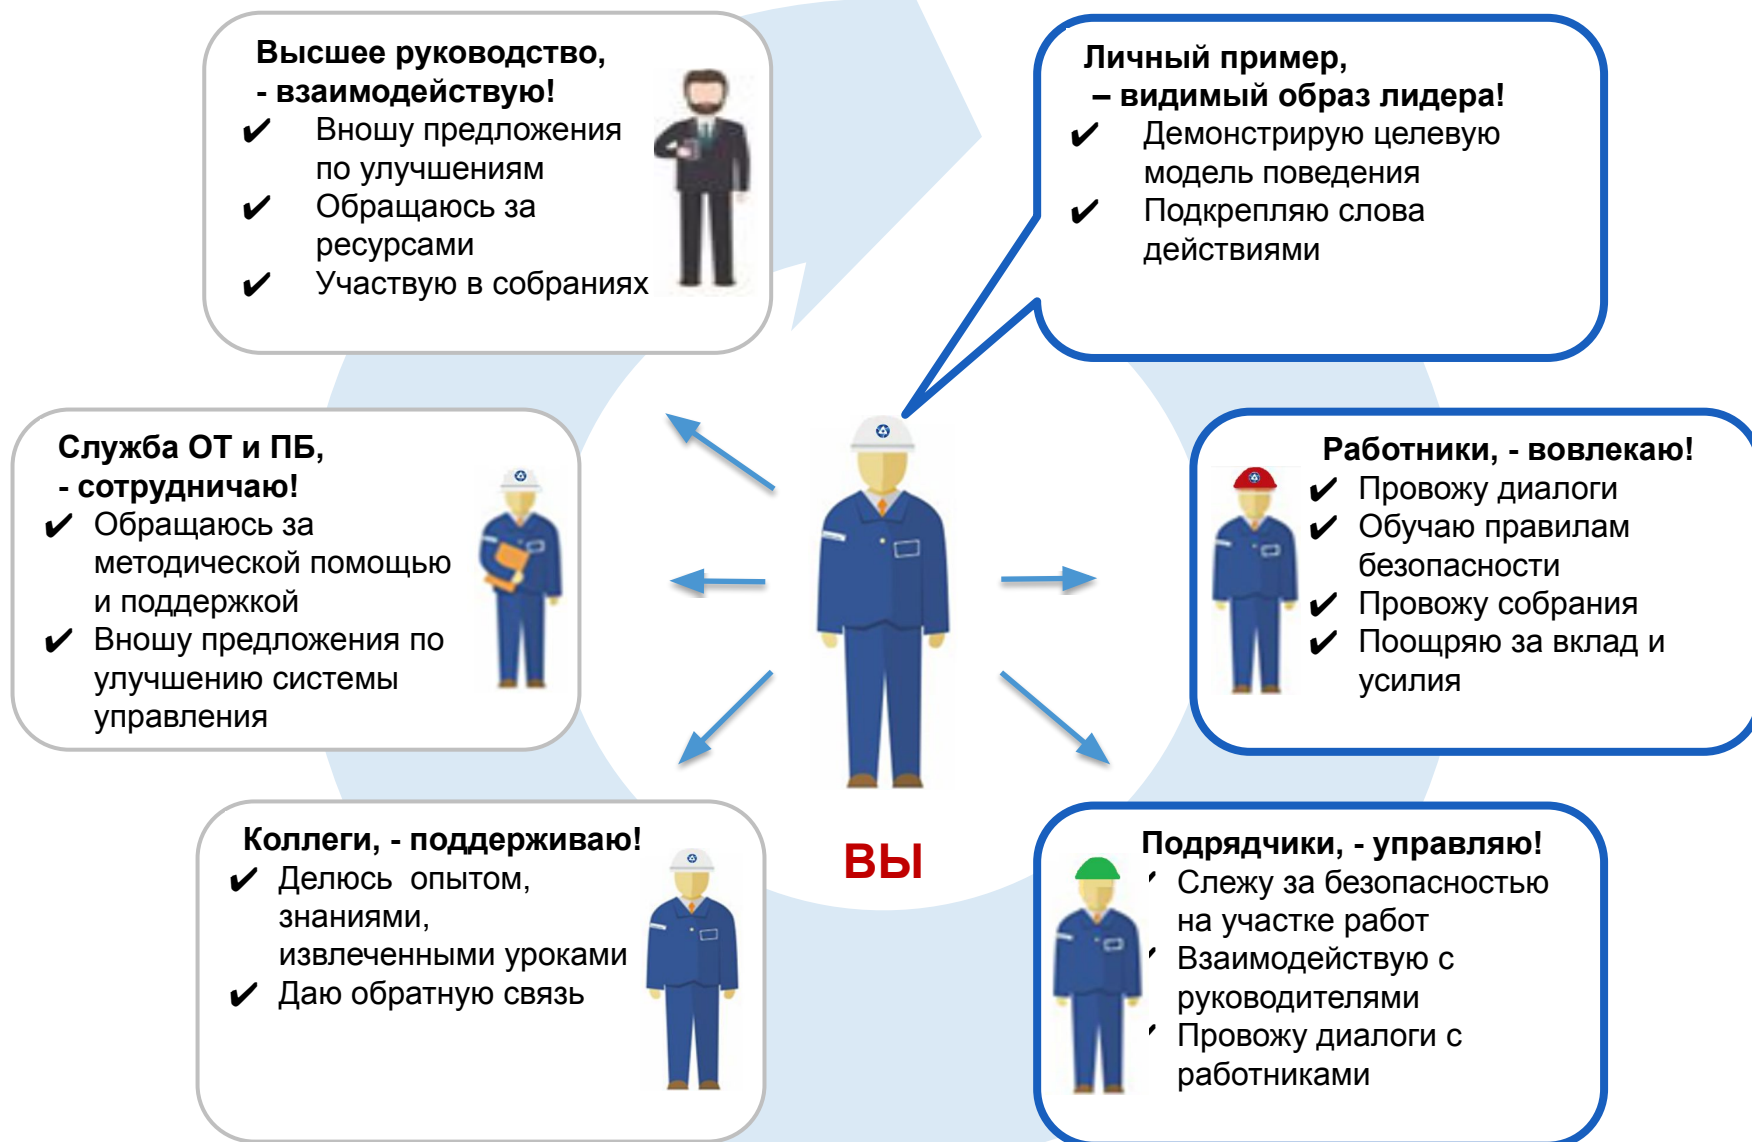 Высшее руководство,
- взаимодействую!
✔ Вношу предложения
по улучшениям
✔ Обращаюсь за
ресурсами
✔ Участвую в собраниях
Личный пример,
– видимый образ лидера!
✔ Демонстрирую целевую
модель поведения
✔ Подкрепляю слова
действиями
Служба ОТ и ПБ,
- сотрудничаю!
✔ Обращаюсь за
методической помощью
и поддержкой
✔ Вношу предложения по
улучшению системы
управления
Работники, - вовлекаю!
✔ Провожу диалоги
✔ Обучаю правилам
безопасности
✔ Провожу собрания
✔ Поощряю за вклад и
усилия
Коллеги, - поддерживаю!
✔ Делюсь опытом,
знаниями,
извлеченными уроками
✔ Даю обратную связь
ВЫ
Подрядчики, - управляю!
✔ Слежу за безопасностью
на участке работ
✔ Взаимодействую с
руководителями
✔ Провожу диалоги с
работниками